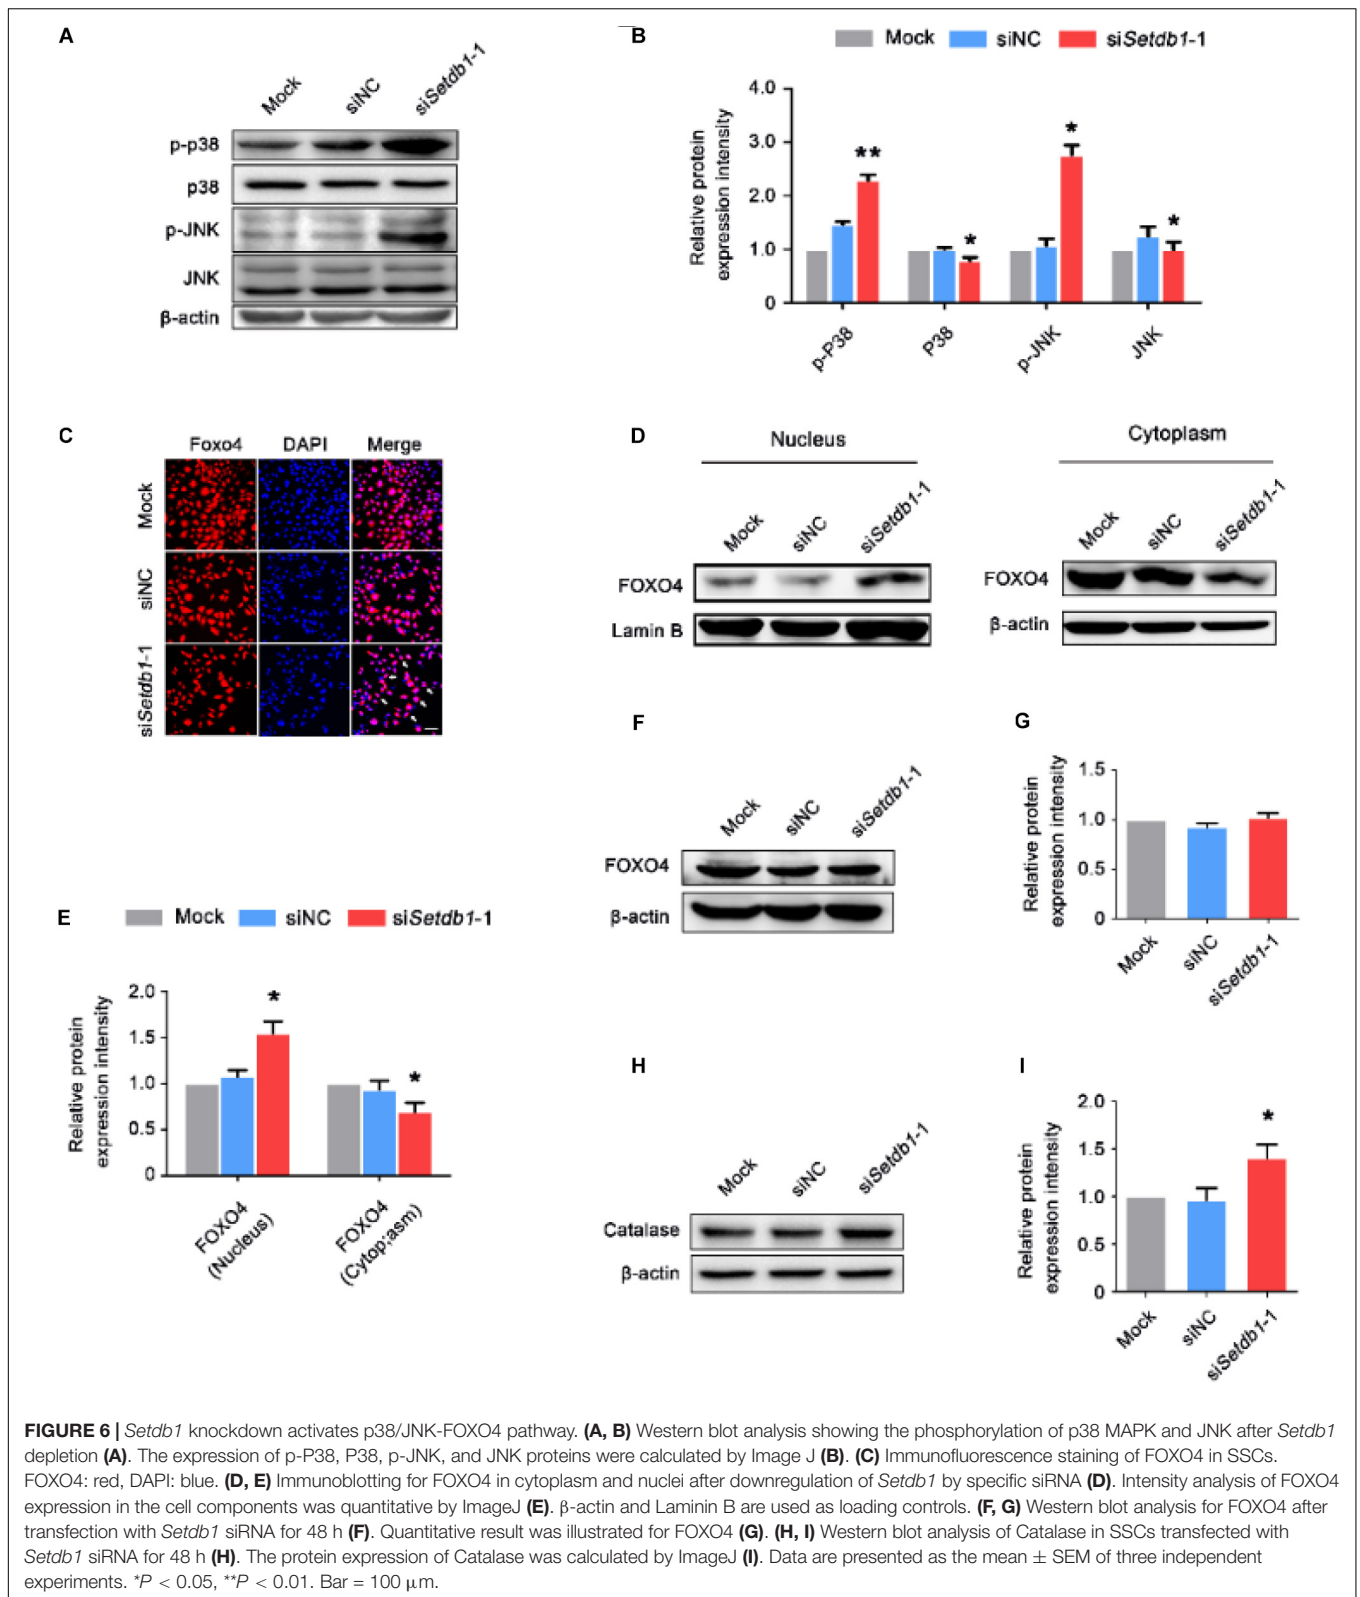 A
Mock
siNC
siSetdb1-1
p-p38
p38
p-JNK
JNK
β-actin
B
Mock
siNC
siSetdb1-1
Relative protein
expression intensity
4.0
3.0
2.0
1.0
0
**
*
*
*
p-P38
P38
p-JNK
JNK
C
Foxo4
DAPI
Merge
Mock
siNC
siSetdb1-1
D
Nucleus
Cytoplasm
Mock
siNC
siSetdb1-1
Mock
siNC
siSetdb1-1
FOXO4
Lamin B
FOXO4
β-actin
E
Mock
siNC
siSetdb1-1
Relative protein
expression intensity
2.0
1.5
1.0
0.5
0
*
*
FOXO4
(Nucleus)
FOXO4
(Cytop;asm)
F
Mock
siNC
siSetdb1-1
FOXO4
β-actin
G
Relative protein
expression intensity
1.5
1.0
0.5
0
Mock
siNC
siSetdb1-1
H
Mock
siNC
siSetdb1-1
Catalase
β-actin
I
Relative protein
expression intensity
2.0
1.5
1.0
0.5
0
*
Mock
siNC
siSetdb1-1
FIGURE 6 | Setdb1 knockdown activates p38/JNK-FOXO4 pathway. (A, B) Western blot analysis showing the phosphorylation of p38 MAPK and JNK after Setdb1
depletion (A). The expression of p-P38, P38, p-JNK, and JNK proteins were calculated by Image J (B). (C) Immunofluorescence staining of FOXO4 in SSCs.
FOXO4: red, DAPI: blue. (D, E) Immunoblotting for FOXO4 in cytoplasm and nuclei after downregulation of Setdb1 by specific siRNA (D). Intensity analysis of FOXO4
expression in the cell components was quantitative by ImageJ (E). β-actin and Laminin B are used as loading controls. (F, G) Western blot analysis for FOXO4 after
transfection with Setdb1 siRNA for 48 h (F). Quantitative result was illustrated for FOXO4 (G). (H, I) Western blot analysis of Catalase in SSCs transfected with
Setdb1 siRNA for 48 h (H). The protein expression of Catalase was calculated by ImageJ (I). Data are presented as the mean ± SEM of three independent
experiments. *P < 0.05, **P < 0.01. Bar = 100 μm.